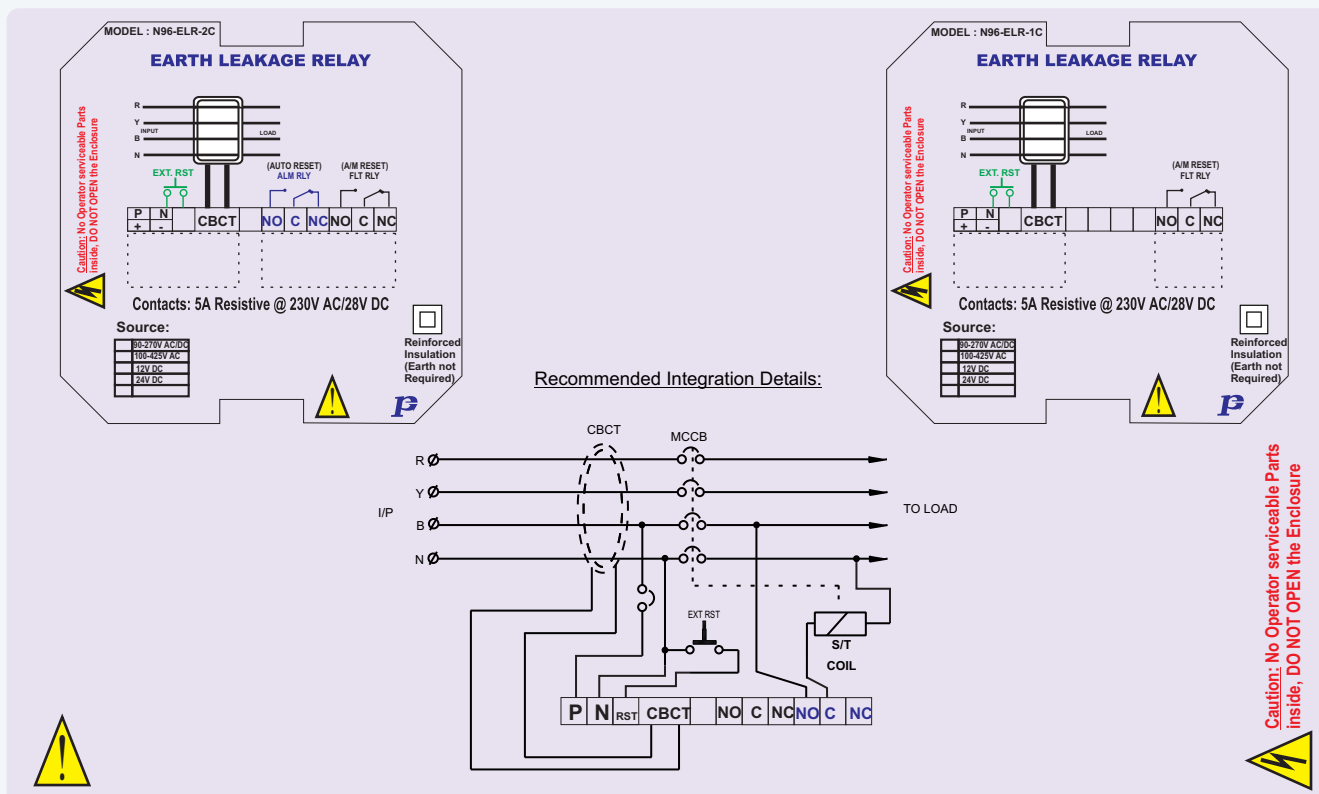 MODEL : N96-ELR-2C
EARTH LEAKAGE RELAY
R
Y
INPUT
B
LOAD
N
EXT. RST
(AUTO RESET)
ALM RLY
(A/M RESET)
FLT RLY
P N CBCT NO C NC NO C NC
+ -
Caution: No Operator serviceable Parts
inside, DO NOT OPEN the Enclosure
Contacts: 5A Resistive @ 230V AC/28V DC
Source:
90-270V AC/DC
100-425V AC
12V DC
24V DC
Reinforced
Insulation
(Earth not
Required)
MODEL : N96-ELR-1C
EARTH LEAKAGE RELAY
R
Y
INPUT
B
LOAD
N
EXT. RST
(A/M RESET)
FLT RLY
P N CBCT NO C NC
+ -
Caution: No Operator serviceable Parts
inside, DO NOT OPEN the Enclosure
Contacts: 5A Resistive @ 230V AC/28V DC
Source:
90-270V AC/DC
100-425V AC
12V DC
24V DC
Reinforced
Insulation
(Earth not
Required)
Recommended Integration Details:
CBCT
MCCB
R
Y
I/P
B
N
TO LOAD
EXT RST
S/T
COIL
P N RST CBCT NO C NC NO C NC
Caution: No Operator serviceable Parts
inside, DO NOT OPEN the Enclosure